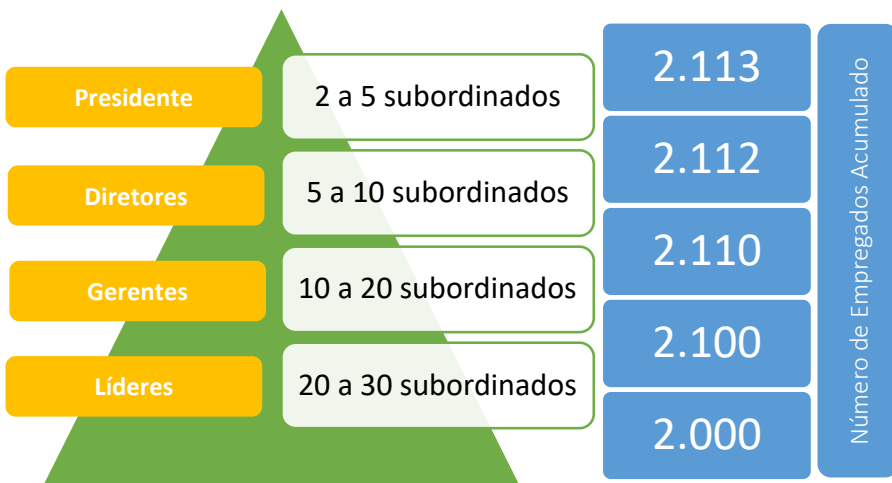 Presidente
2 a 5 subordinados
2.113
Diretores
5 a 10 subordinados
2.112
Gerentes
10 a 20 subordinados
2.110
Líderes
20 a 30 subordinados
2.100
2.000
Número de Empregados Acumulado